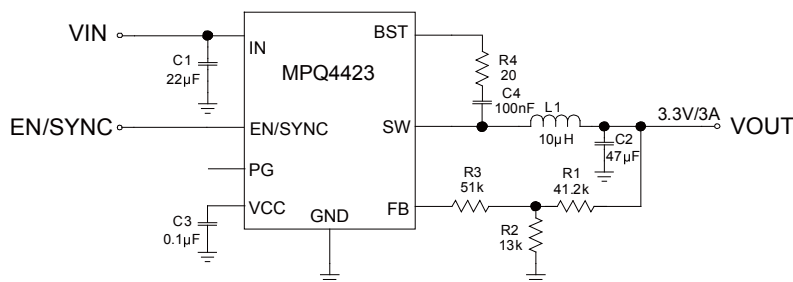 VIN
C1
22µF
IN
BST
MPQ4423
R4
20
C4
100nF
L1
10µH
3.3V/3A
VOUT
C2
47µF
EN/SYNC
EN/SYNC
SW
PG
R3
51k
R1
41.2k
VCC
FB
C3
0.1µF
GND
R2
13k